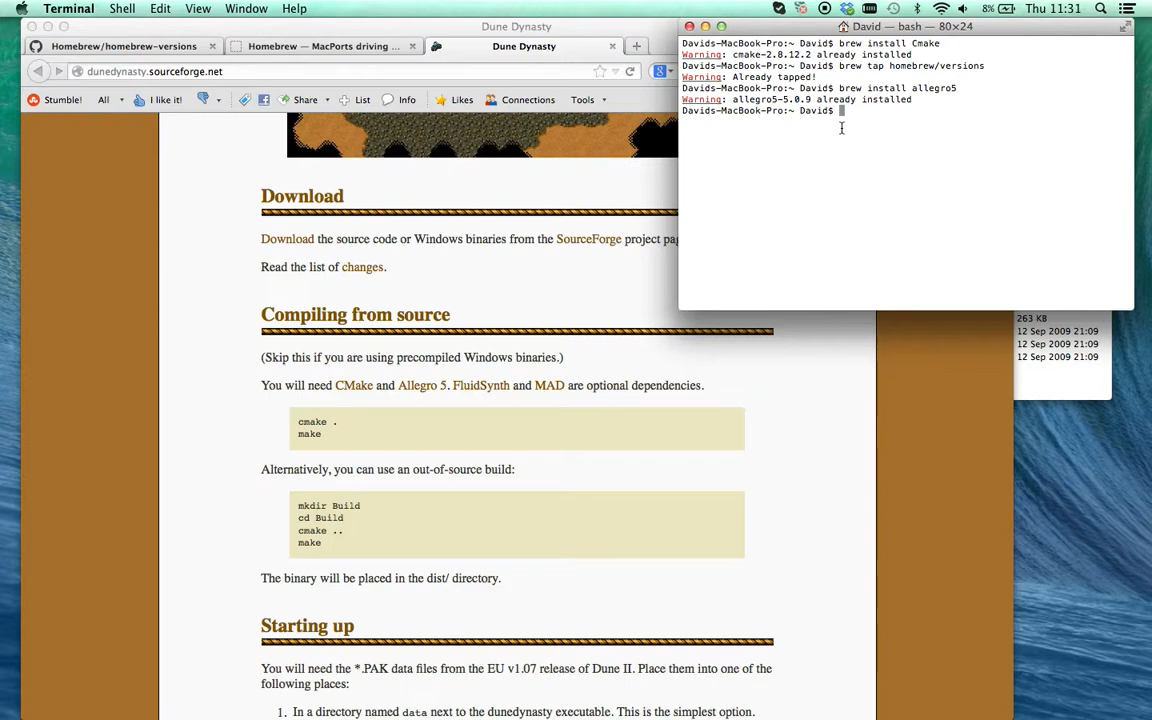 Terminal Shell Edit View Window Help 8% Thu 11:31
Dune Dynasty
Homebrew/homebrew-versions Homebrew — MacPorts driving ... Dune Dynasty
dunedynasty.sourceforge.net
Stumble! All I like it! Share Info Likes Connections Tools
David — bash — 80×24
Davids-MacBook-Pro:~ David$ brew install Cmake
Warning: cmake-2.8.12.2 already installed
Davids-MacBook-Pro:~ David$ brew tap homebrew/versions
Warning: Already tapped!
Davids-MacBook-Pro:~ David$ brew install allegro5
Warning: allegro5-5.0.9 already installed
Davids-MacBook-Pro:~ David$
Download
Download the source code or Windows binaries from the SourceForge project pag
Read the list of changes.
Compiling from source
(Skip this if you are using precompiled Windows binaries.)
You will need CMake and Allegro 5. FluidSynth and MAD are optional dependencies.
cmake .
make
Alternatively, you can use an out-of-source build:
mkdir Build
cd Build
cmake ..
make
The binary will be placed in the dist/ directory.
Starting up
You will need the *.PAK data files from the EU v1.07 release of Dune II. Place them into one of the
following places:
1. In a directory named data next to the dunedynasty executable. This is the simplest option.
263 KB
12 Sep 2009 21:09
12 Sep 2009 21:09
12 Sep 2009 21:09